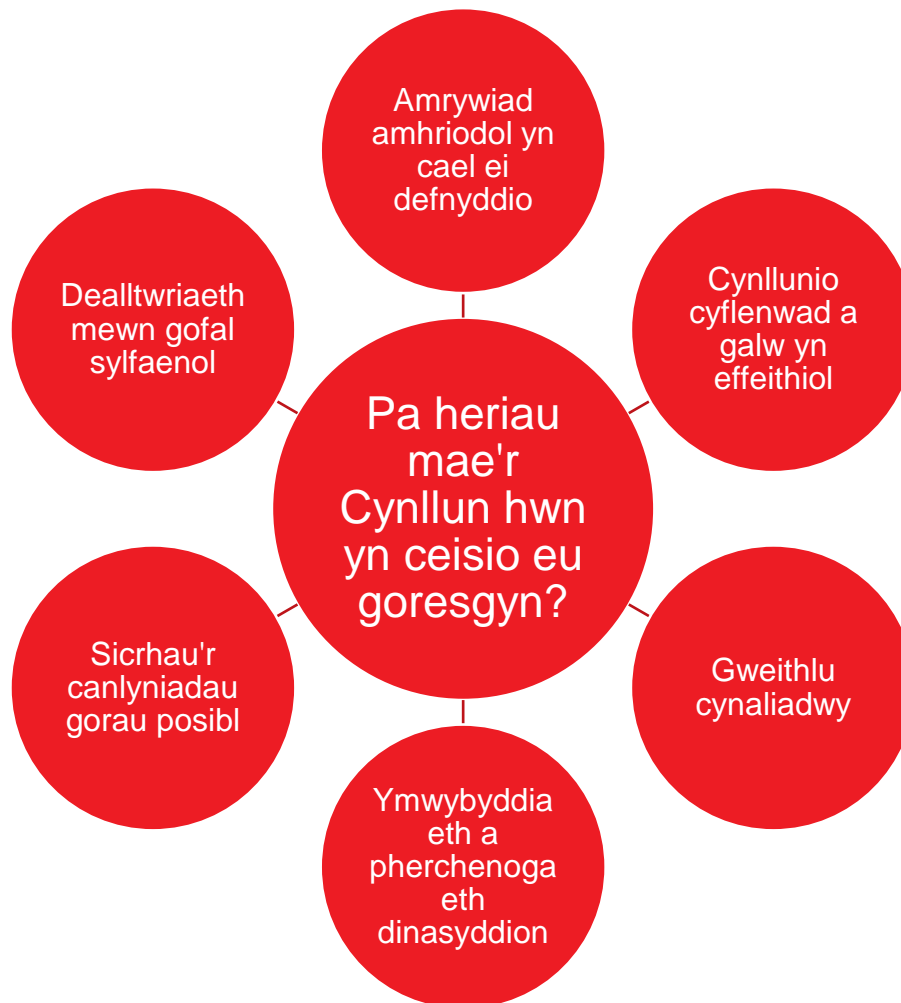 Amrywiad
amhriodol yn
cael ei
defnyddio
Cynllunio
cyflenwad a
galw yn
effeithiol
Gweithlu
cynaliadwy
Ymwybyddia
eth a
pherchenoga
eth
dinasyddion
Sicrhau'r
canlyniadau
gorau posibl
Dealltwriaeth
mewn gofal
sylfaenol
Pa heriau
mae'r
Cynllun hwn
yn ceisio eu
goresgyn?